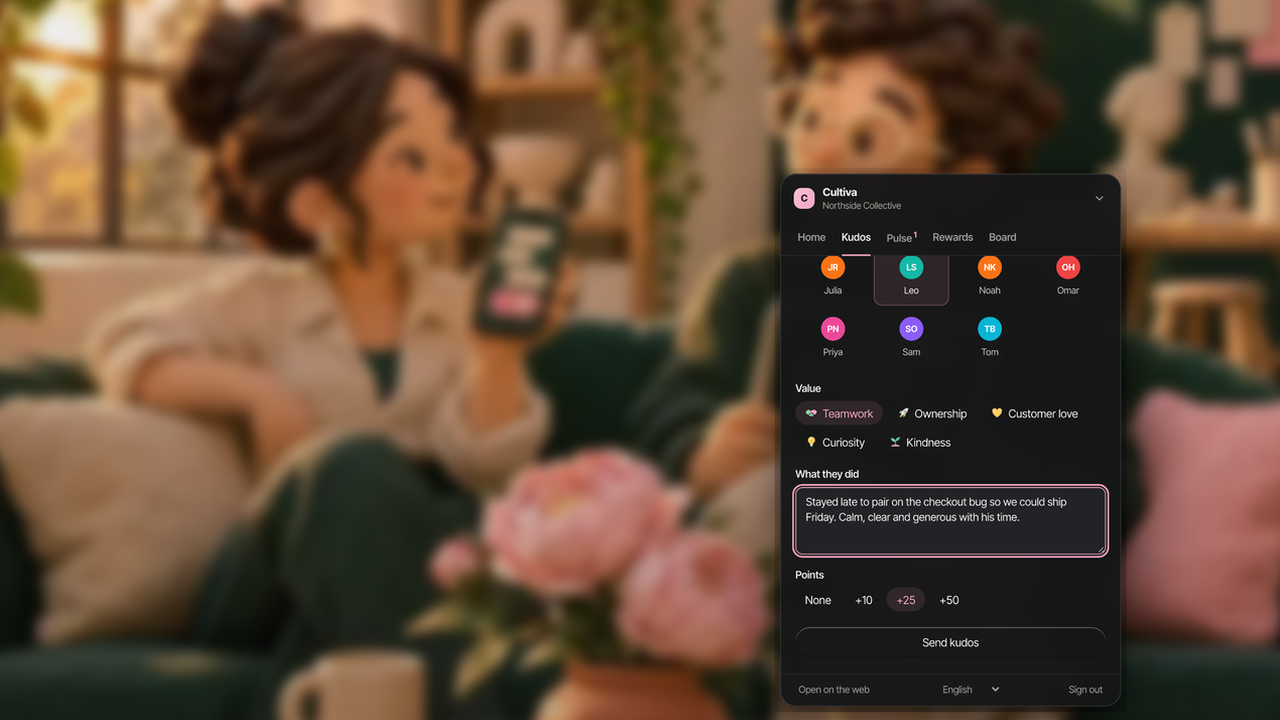 C
Cultiva
Northside Collective
Home Kudos Pulse 1 Rewards Board
JR LS NK OH
Julia Leo Noah Omar
PN SO TB
Priya Sam Tom
Value
Teamwork Ownership Customer love
Curiosity Kindness
What they did
Stayed late to pair on the checkout bug so we could ship
Friday. Calm, clear and generous with his time.
Points
None +10 +25 +50
Send kudos
Open on the web English Sign out